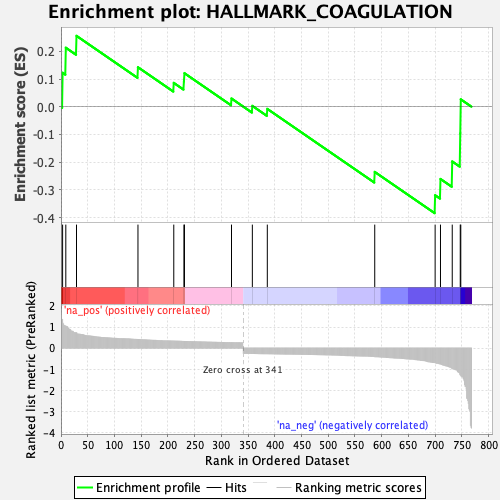 Enrichment plot: HALLMARK_COAGULATION
Enrichment score (ES)
0.2
0.1
0.0
-0.1
-0.2
-0.3
-0.4
'na_pos' (positively correlated)
Ranked list metric (PreRanked)
2
1
0
-1
-2
-3
-4
Zero cross at 341
'na_neg' (negatively correlated)
0 50 100 150 200 250 300 350 400 450 500 550 600 650 700 750 800
Rank in Ordered Dataset
Enrichment profile Hits Ranking metric scores